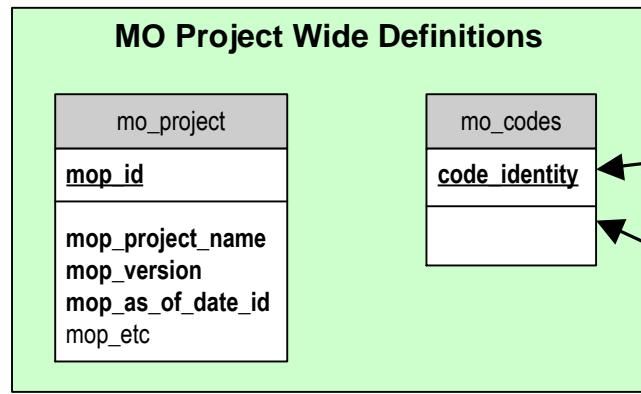 MO Project Wide Definitions
mo_project
mop_id
mop_project_name
mop_version
mop_as_of_date_id
mop_etc
mo_codes
code_identity